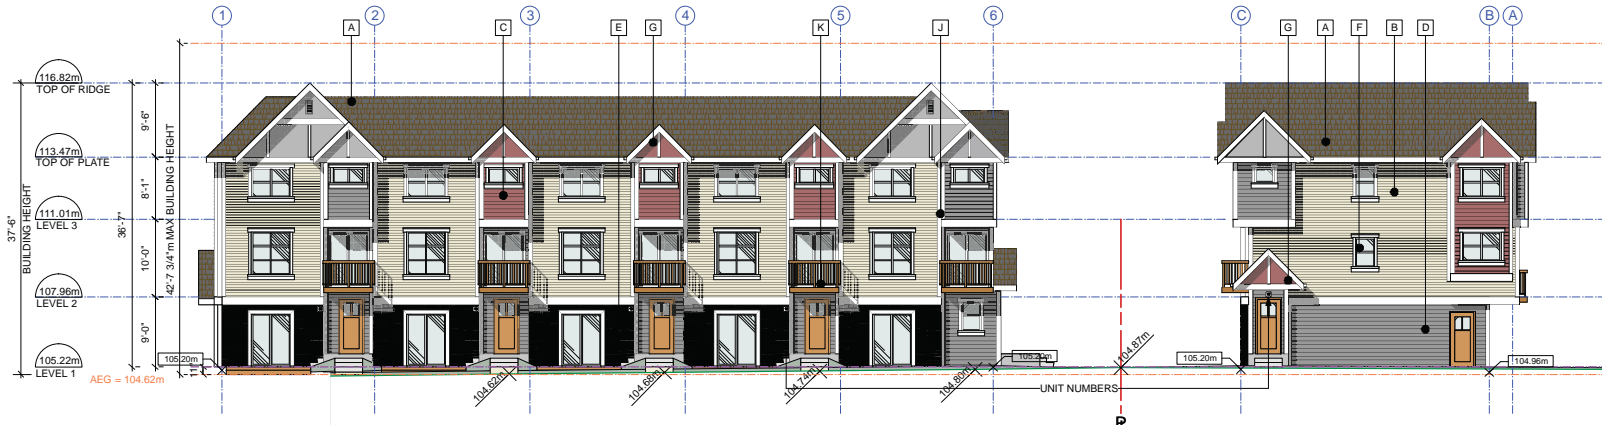 1
2
3
4
5
6
C
B
A
A
C
E
G
K
J
G
A
F
B
D
116.82m
TOP OF RIDGE
113.47m
TOP OF PLATE
111.01m
LEVEL 3
107.96m
LEVEL 2
105.22m
LEVEL 1
AEG = 104.62m
37'-6"
BUILDING HEIGHT
36'-7"
9'-6"
8'-1"
10'-0"
9'-0"
42'-7 3/4"m MAX BUILDING HEIGHT
105.20m
104.62m
104.68m
104.74m
104.80m
105.20m
104.87m
UNIT NUMBERS
105.20m
104.96m